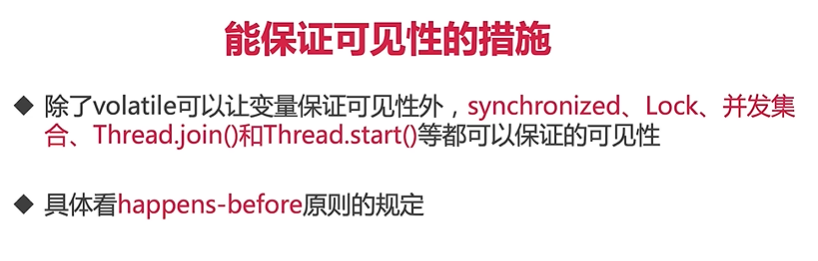 能保证可见性的措施
◆ 除了volatile可以让变量保证可见性外，synchronized、Lock、并发集
合、Thread.join()和Thread.start()等都可以保证的可见性
◆ 具体看happens-before原则的规定